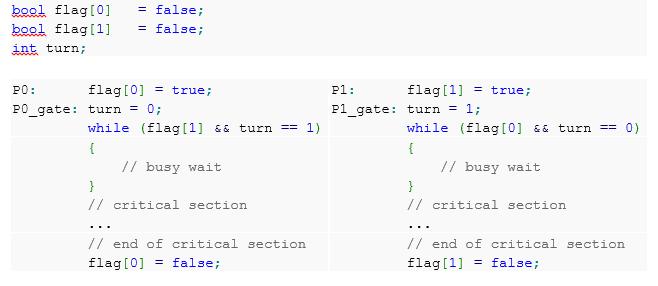 bool flag[0]   = false;
bool flag[1]   = false;
int turn;
P0:      flag[0] = true;                P1:      flag[1] = true;
P0_gate: turn = 0;                      P1_gate: turn = 1;
         while (flag[1] && turn == 1)            while (flag[0] && turn == 0)
         {                                       {
             // busy wait                            // busy wait
         }                                       }
         // critical section                     // critical section
         ...                                     ...
         // end of critical section              // end of critical section
         flag[0] = false;                        flag[1] = false;